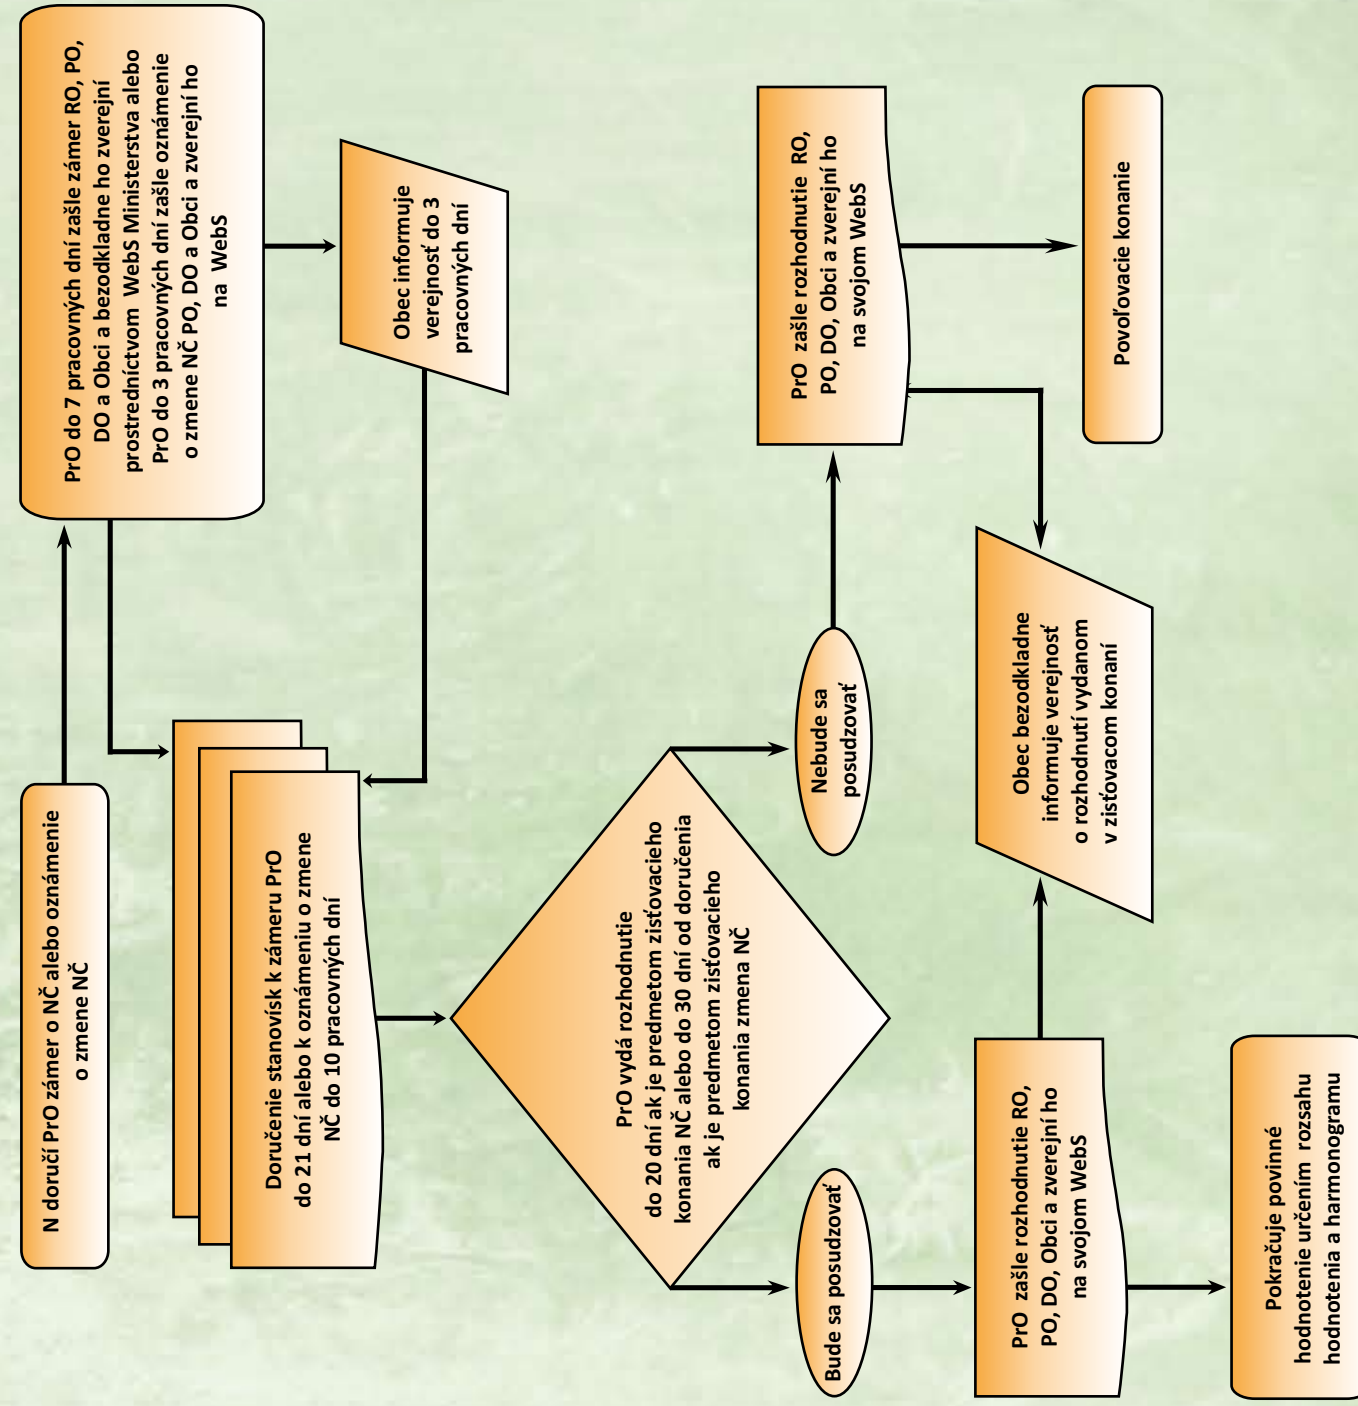 N doručí PrO zámer o NČ alebo oznámenie
o zmene NČ
PrO do 7 pracovných dní zašle zámer RO, PO,
DO a Obci a bezodkladne ho zverejní
prostredníctvom WebS Ministerstva alebo
PrO do 3 pracovných dní zašle oznámenie
o zmene NČ PO, DO a Obci a zverejní ho
na WebS
Obec informuje
verejnosť do 3
pracovných dní
Doručenie stanovísk k zámeru PrO
do 21 dní alebo k oznámeniu o zmene
NČ do 10 pracovných dní
PrO vydá rozhodnutie
do 20 dní ak je predmetom zisťovacieho
konania NČ alebo do 30 dní od doručenia
ak je predmetom zisťovacieho
konania zmena NČ
Bude sa posudzovať
Nebude sa
posudzovať
PrO zašle rozhodnutie RO,
PO, DO, Obci a zverejní ho
na svojom WebS
PrO zašle rozhodnutie RO,
PO, DO, Obci a zverejní ho
na svojom WebS
Obec bezodkladne
informuje verejnosť
o rozhodnutí vydanom
v zisťovacom konaní
Pokračuje povinné
hodnotenie určením rozsahu
hodnotenia a harmonogramu
Povoľovacie konanie